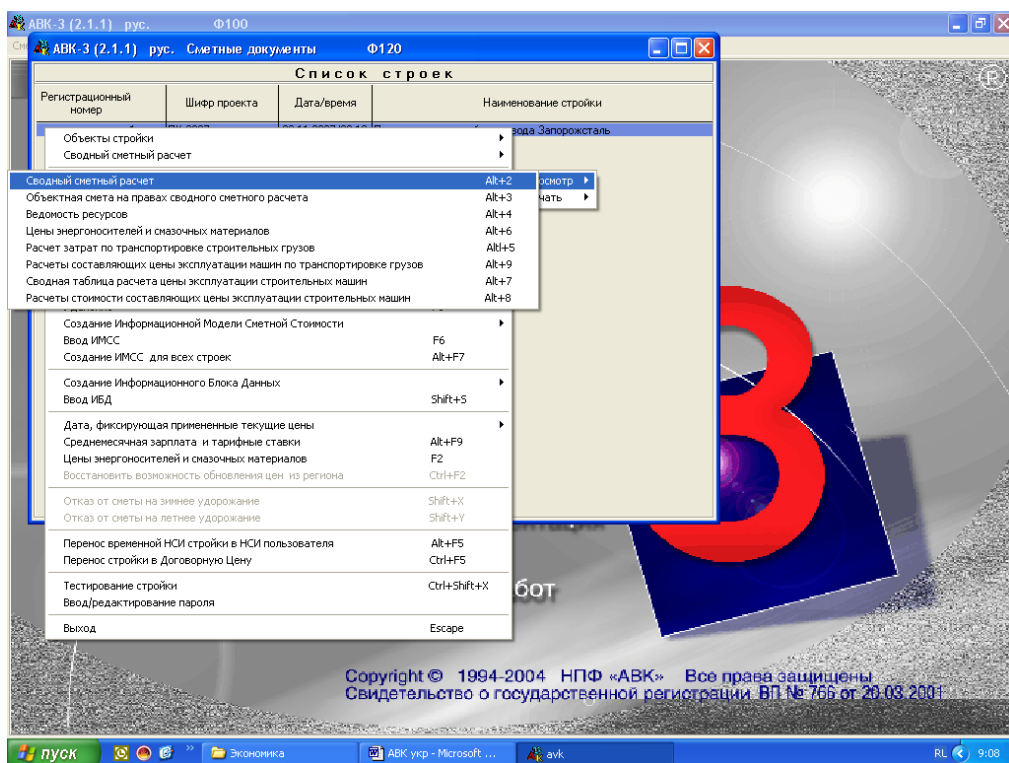 АВК-3 (2.1.1) рус. Ф100
АВК-3 (2.1.1) рус. Сметные документы Ф120
Список строек
Регистрационный номер Шифр проекта Дата/время Наименование стройки
вода Запорожсталь
Объекты стройки
Сводный сметный расчет
осмотр
чать
Сводный сметный расчет Alt+2
Объектная смета на правах сводного сметного расчета Alt+3
Ведомость ресурсов Alt+4
Цены энергоносителей и смазочных материалов Alt+6
Расчет затрат по транспортировке строительных грузов Altl+5
Расчеты составляющих цены эксплуатации машин по транспортировке грузов Alt+9
Сводная таблица расчета цены эксплуатации строительных машин Alt+7
Расчеты стоимости составляющих цены эксплуатации строительных машин Alt+8
Создание Информационной Модели Сметной Стоимости
Ввод ИМСС F6
Создание ИМСС для всех строек Alt+F7
Создание Информационного Блока Данных
Ввод ИБД Shift+S
Дата, фиксирующая примененные текущие цены
Среднемесячная зарплата и тарифные ставки Alt+F9
Цены энергоносителей и смазочных материалов F2
Восстановить возможность обновления цен из региона Ctrl+F2
Отказ от сметы на зимнее удорожание Shift+X
Отказ от сметы на летнее удорожание Shift+Y
Перенос временной НСИ стройки в НСИ пользователя Alt+F5
Перенос стройки в Договорную Цену Ctrl+F5
Тестирование стройки Ctrl+Shift+X
Ввод/редактирование пароля
Выход Escape
бот
3
®
Copyright © 1994-2004 НПФ «АВК» Все права защищены
Свидетельство о государственной регистрации ВП № 766 от 20.03.2001
пуск Экономика АВК укр - Microsoft ... avk RL 9:08